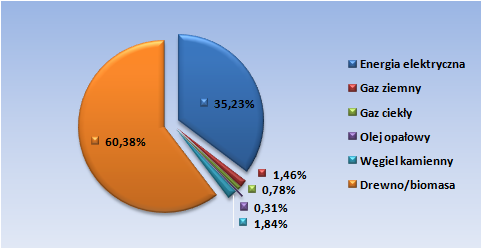 35,23%
60,38%
1,46%
0,78%
0,31%
1,84%
Energia elektryczna
Gaz ziemny
Gaz ciekły
Olej opałowy
Węgiel kamienny
Drewno/biomasa